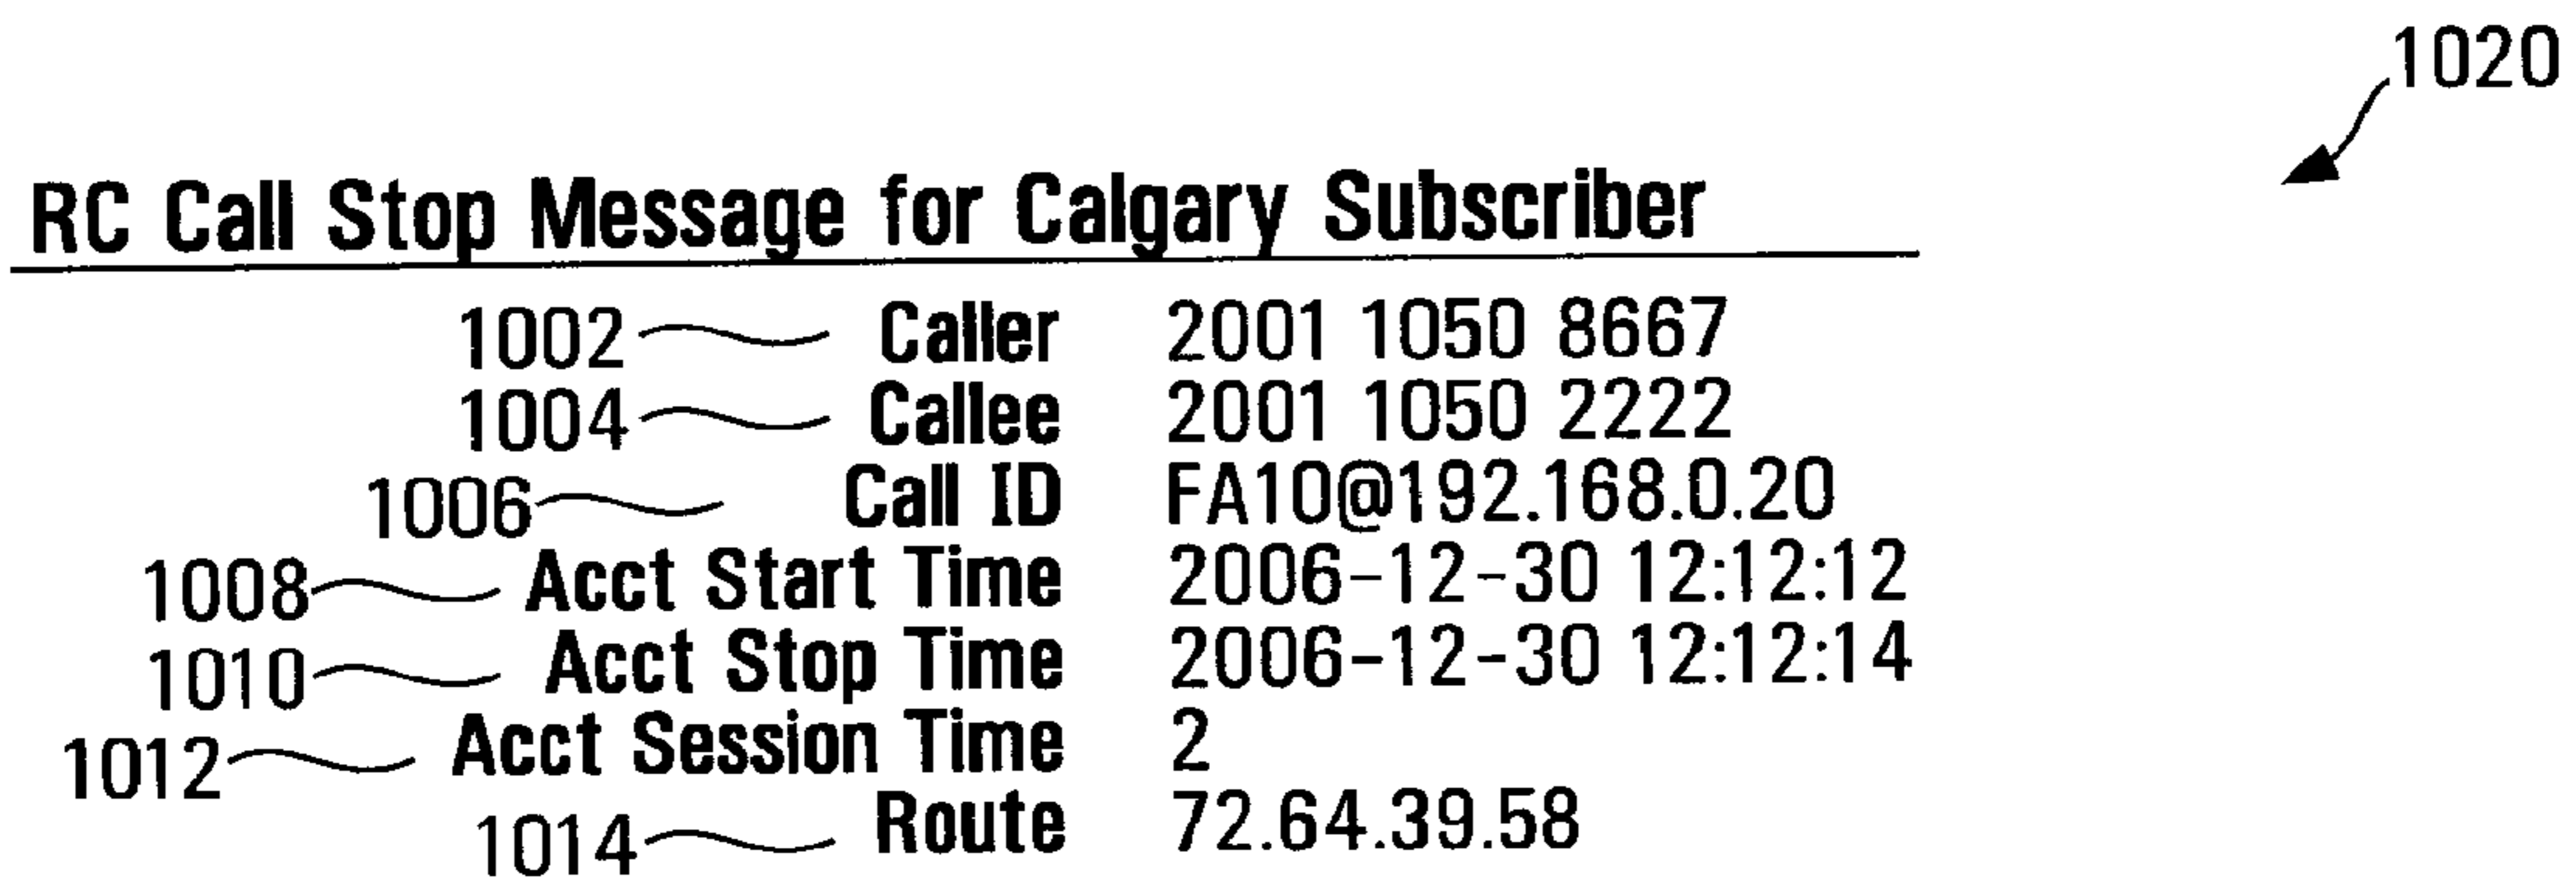 1020
RC Call Stop Message for Calgary Subscriber
1002 Caller 2001 1050 8667
1004 Callee 2001 1050 2222
1006 Call ID FA10@192.168.0.20
1008 Acct Start Time 2006-12-30 12:12:12
1010 Acct Stop Time 2006-12-30 12:12:14
1012 Acct Session Time 2
1014 Route 72.64.39.58